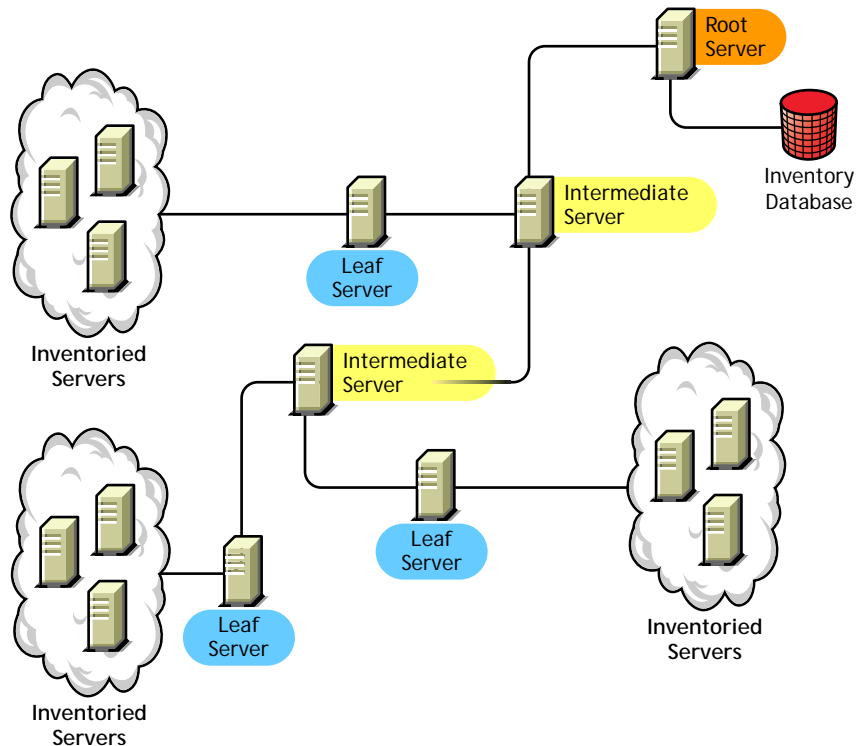 Root
Server
Inventory
Database
Intermediate
Server
Leaf
Server
Inventoried
Servers
Intermediate
Server
Leaf
Server
Leaf
Server
Inventoried
Servers
Inventoried
Servers